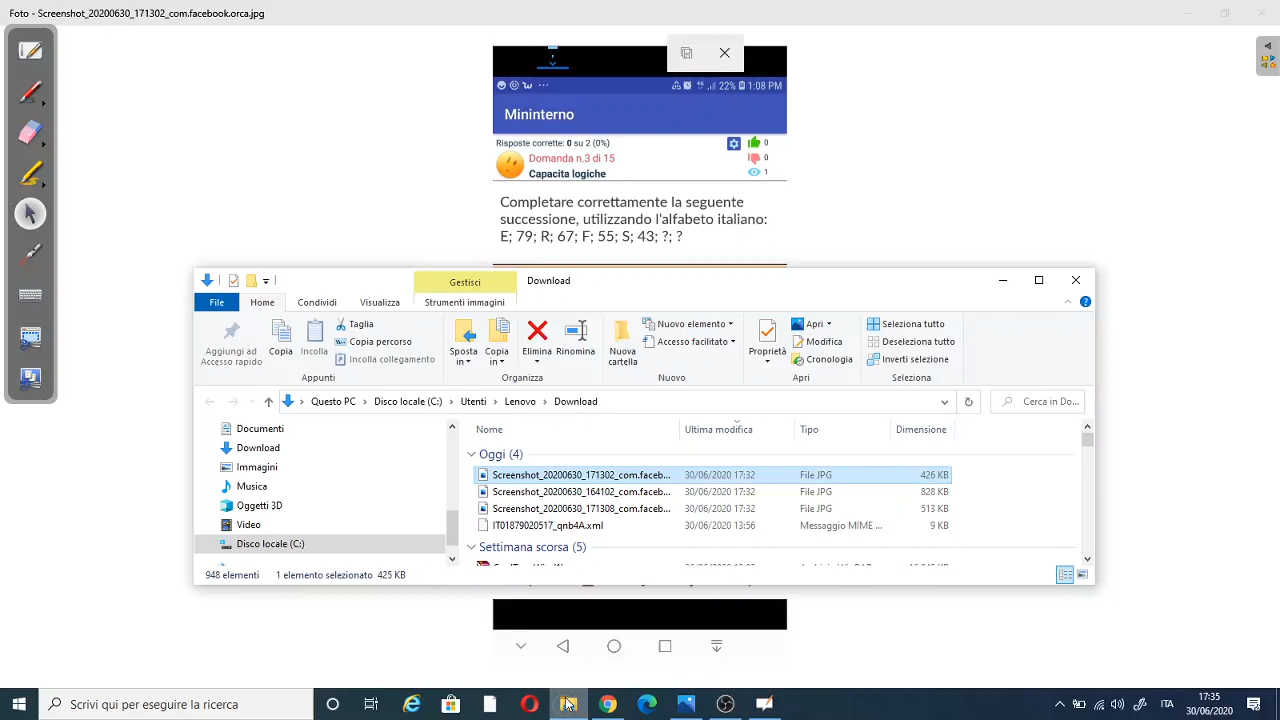 Foto - Screenshot_20200630_171302_com.facebook.orca.jpg
22% 1:08 PM
Mininterno
Risposte corrette: 0 su 2 (0%)
0
Domanda n.3 di 15
0
Capacita logiche
1
Completare correttamente la seguente
successione, utilizzando l'alfabeto italiano:
E; 79; R; 67; F; 55; S; 43; ?; ?
Gestisci
Download
File
Home
Condividi
Visualizza
Strumenti immagini
Aggiungi ad
Accesso rapido
Copia
Incolla
Taglia
Copia percorso
Incolla collegamento
Appunti
Sposta
in
Copia
in
Elimina
Rinomina
Organizza
Nuova
cartella
Nuovo elemento
Accesso facilitato
Nuovo
Proprietà
Apri
Modifica
Cronologia
Apri
Seleziona tutto
Deseleziona tutto
Inverti selezione
Seleziona
Questo PC > Disco locale (C:) > Utenti > Lenovo > Download
Cerca in Do...
Documenti
Download
Immagini
Musica
Oggetti 3D
Video
Disco locale (C:)
Nome Ultima modifica Tipo Dimensione
Oggi (4)
Screenshot_20200630_171302_com.faceb... 30/06/2020 17:32 File JPG 426 KB
Screenshot_20200630_164102_com.faceb... 30/06/2020 17:32 File JPG 828 KB
Screenshot_20200630_171308_com.faceb... 30/06/2020 17:32 File JPG 513 KB
IT01879020517_qnb4A.xml 30/06/2020 13:56 Messaggio MIME ... 9 KB
Settimana scorsa (5)
948 elementi 1 elemento selezionato 425 KB
Scrivi qui per eseguire la ricerca
ITA
17:35
30/06/2020